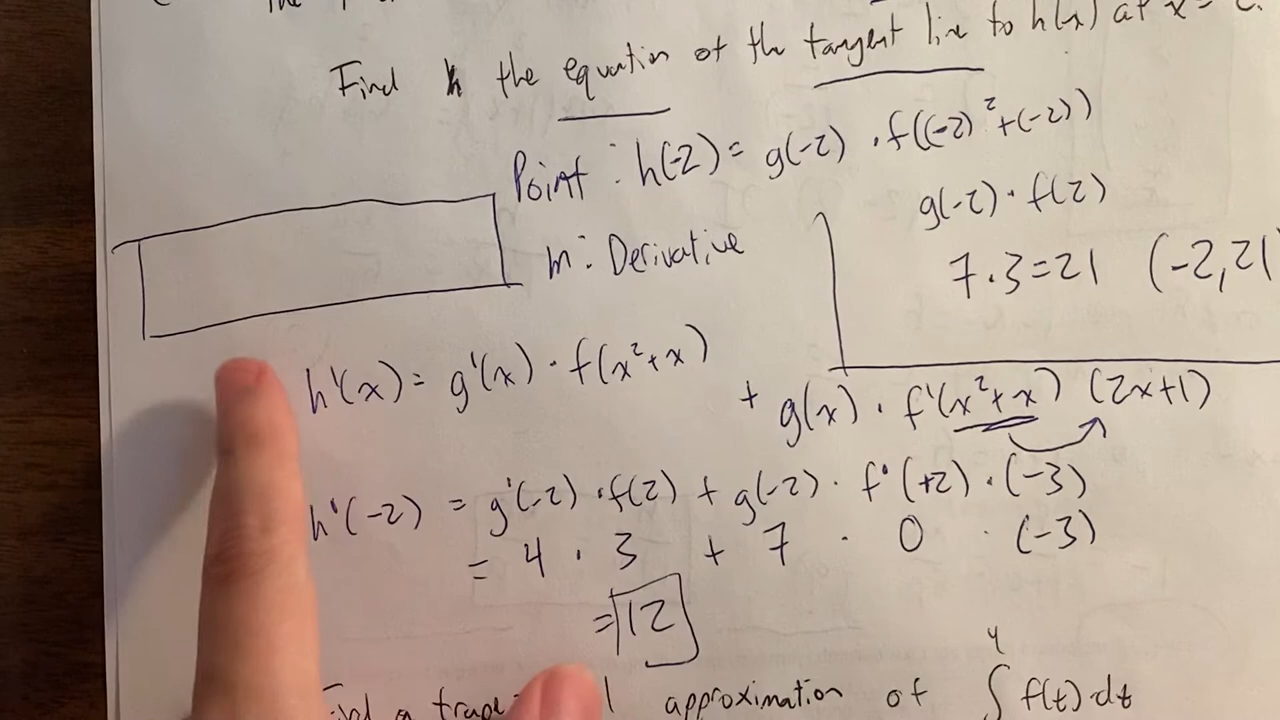 the
Find the equation of the tangent line to h(x) at x=
Point : h(-2) = g(-2) · f((-2)²+(-2))
g(-2) · f(2)
m : Derivative
7 · 3 = 21 (-2, 21
h'(x) = g'(x) · f(x²+x)
+ g(x) · f'(x²+x) (2x+1)
h'(-2) = g'(-2) · f(2) + g(-2) · f'(+2) · (-3)
= 4 · 3 + 7 · 0 · (-3)
= 12
4
approximation of ∫ f(t) · dt